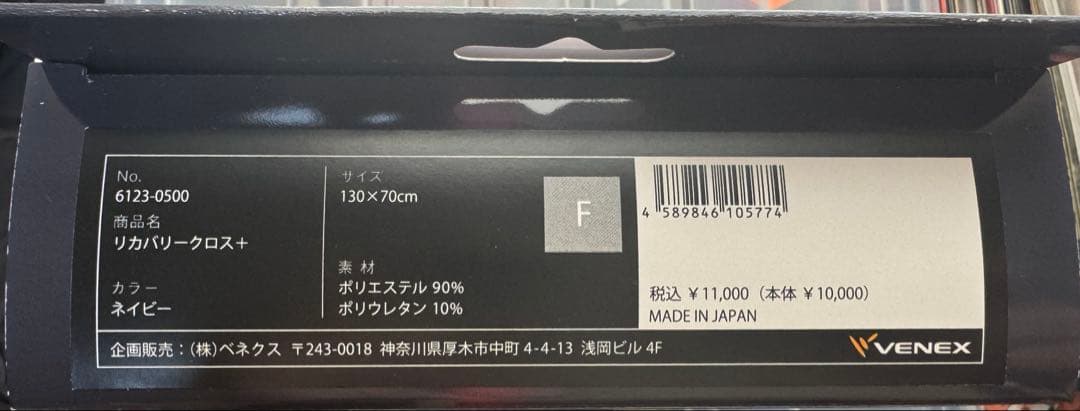 No.
6123-0500
商品名
リカバリークロス＋
カラー
ネイビー
サイズ
130×70cm
素材
ポリエステル 90%
ポリウレタン 10%
F
4 589846 105774
税込 ￥11,000（本体 ￥10,000）
MADE IN JAPAN
企画販売：（株）ベネクス 〒243-0018 神奈川県厚木市中町 4-4-13 浅岡ビル 4F
VENEX